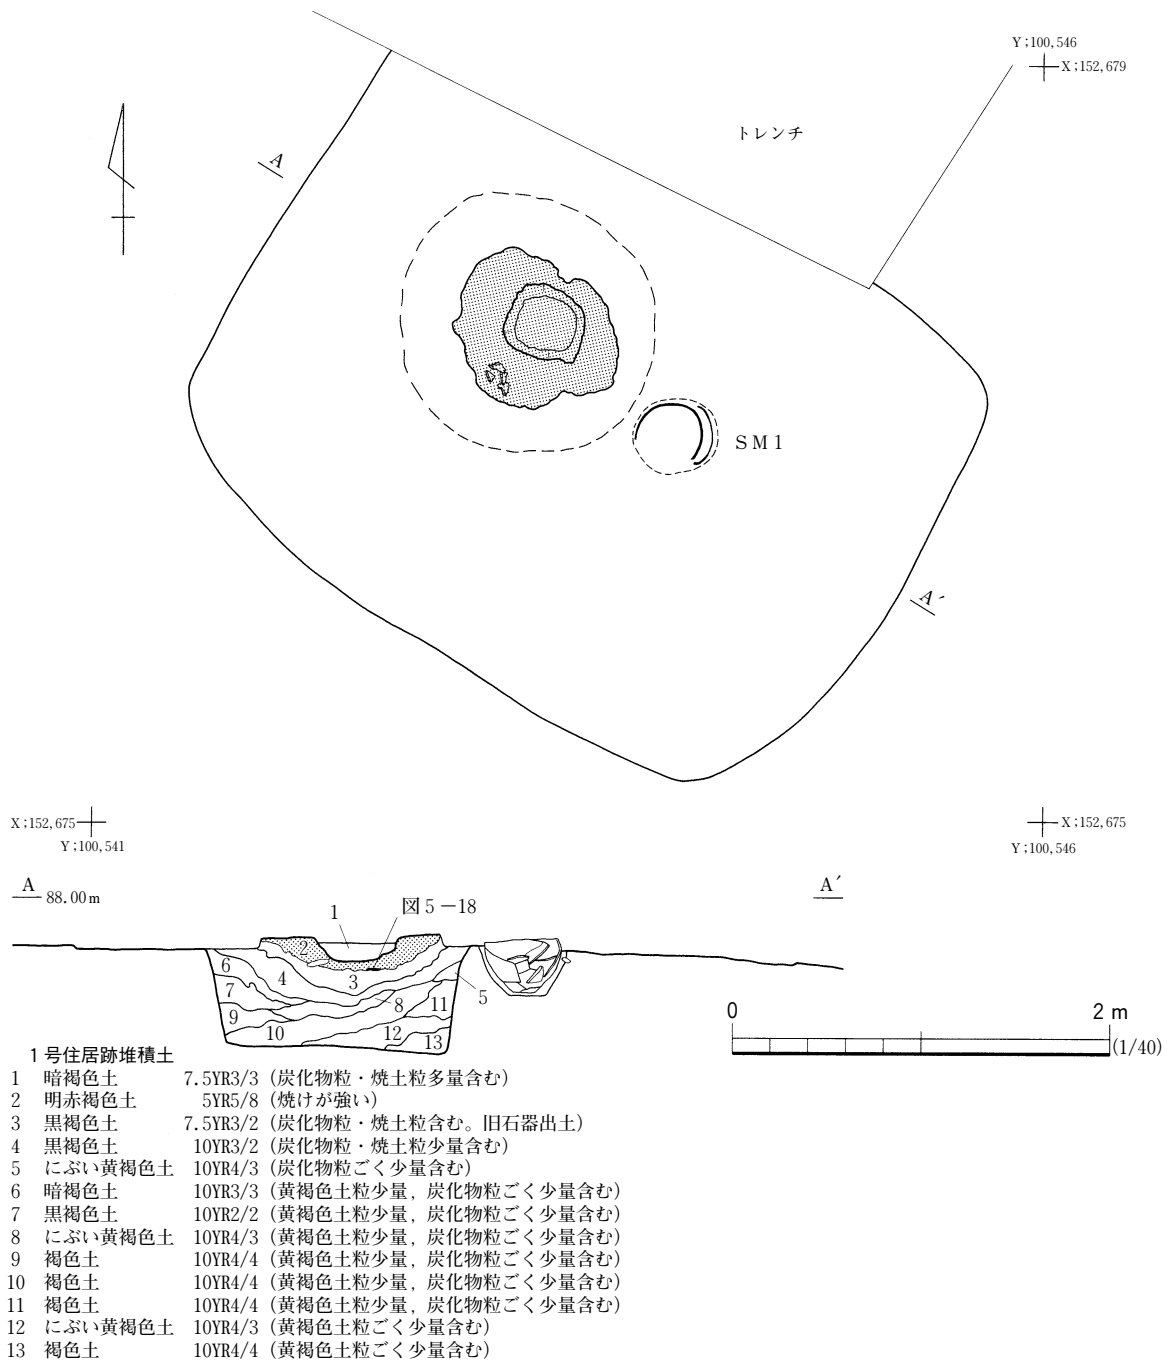 Y;100,546
X;152,679
トレンチ
A
SM1
A′
X;152,675
Y;100,541
X;152,675
Y;100,546
A
88.00m
A′
1
図5-18
2
6
4
3
7
8
11
5
9
10
12
13
0
2 m
(1/40)
1号住居跡堆積土
1 暗褐色土 7.5YR3/3 (炭化物粒・焼土粒多量含む)
2 明赤褐色土 5YR5/8 (焼けが強い)
3 黒褐色土 7.5YR3/2 (炭化物粒・焼土粒含む。旧石器出土)
4 黒褐色土 10YR3/2 (炭化物粒・焼土粒少量含む)
5 にぶい黄褐色土 10YR4/3 (炭化物粒ごく少量含む)
6 暗褐色土 10YR3/3 (黄褐色土粒少量, 炭化物粒ごく少量含む)
7 黒褐色土 10YR2/2 (黄褐色土粒少量, 炭化物粒ごく少量含む)
8 にぶい黄褐色土 10YR4/3 (黄褐色土粒少量, 炭化物粒ごく少量含む)
9 褐色土 10YR4/4 (黄褐色土粒少量, 炭化物粒ごく少量含む)
10 褐色土 10YR4/4 (黄褐色土粒少量, 炭化物粒ごく少量含む)
11 褐色土 10YR4/4 (黄褐色土粒少量, 炭化物粒ごく少量含む)
12 にぶい黄褐色土 10YR4/3 (黄褐色土粒ごく少量含む)
13 褐色土 10YR4/4 (黄褐色土粒ごく少量含む)